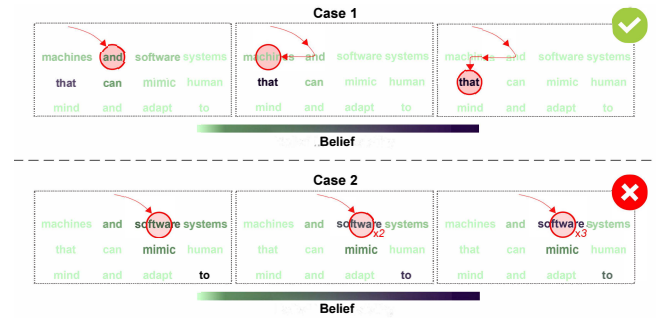 Case 1
machines and software systems
that can mimic human
mind and adapt to
machines and software systems
that can mimic human
mind and adapt to
machines and software systems
that can mimic human
mind and adapt to
Belief
Case 2
machines and software systems
that can mimic human
mind and adapt to
machines and software systems
x2
that can mimic human
mind and adapt to
machines and software systems
x3
that can mimic human
mind and adapt to
Belief